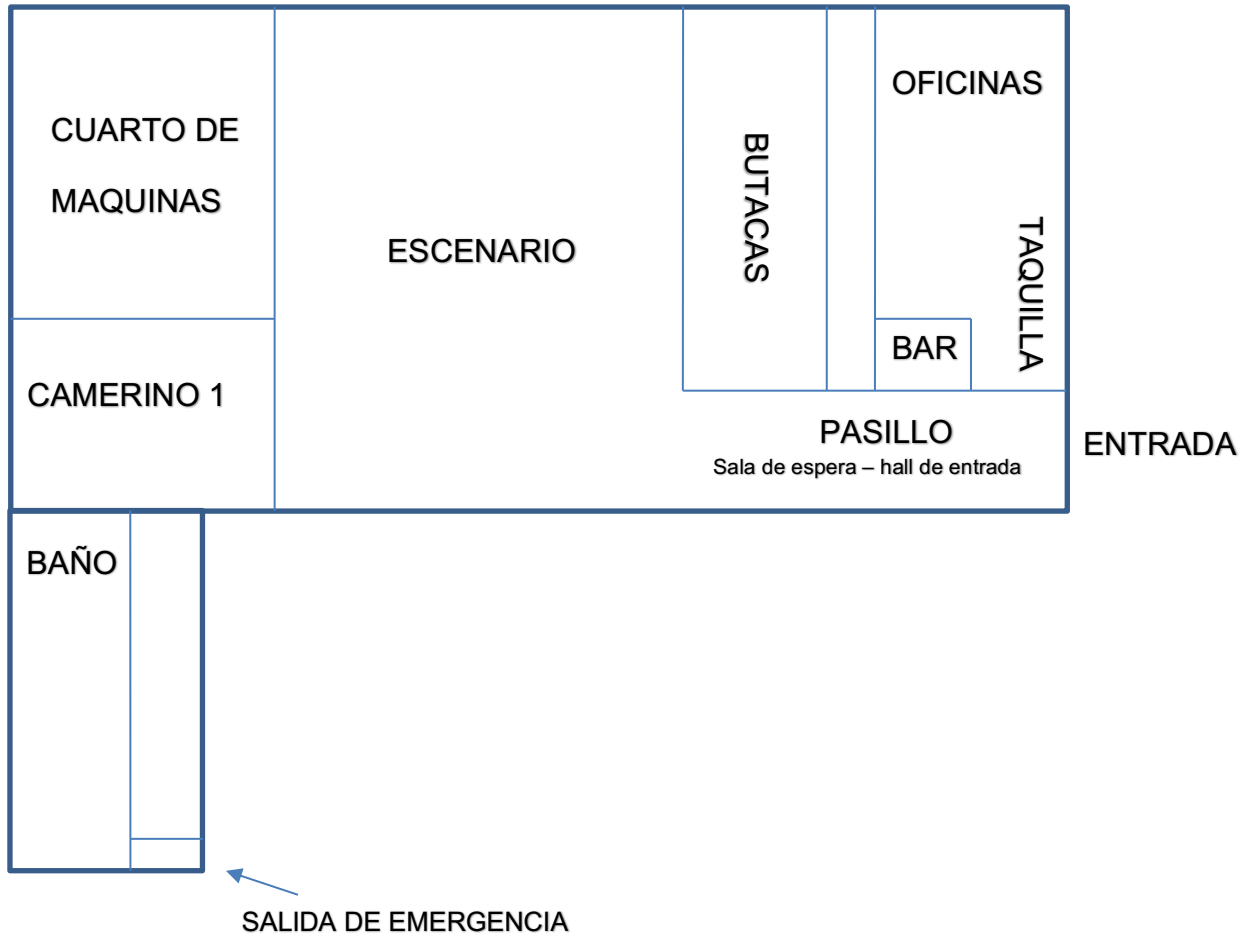 OFICINAS
CUARTO DE
MAQUINAS
BUTACAS
ESCENARIO
TAQUILLA
BAR
CAMERINO 1
PASILLO
Sala de espera – hall de entrada
ENTRADA
BAÑO
SALIDA DE EMERGENCIA